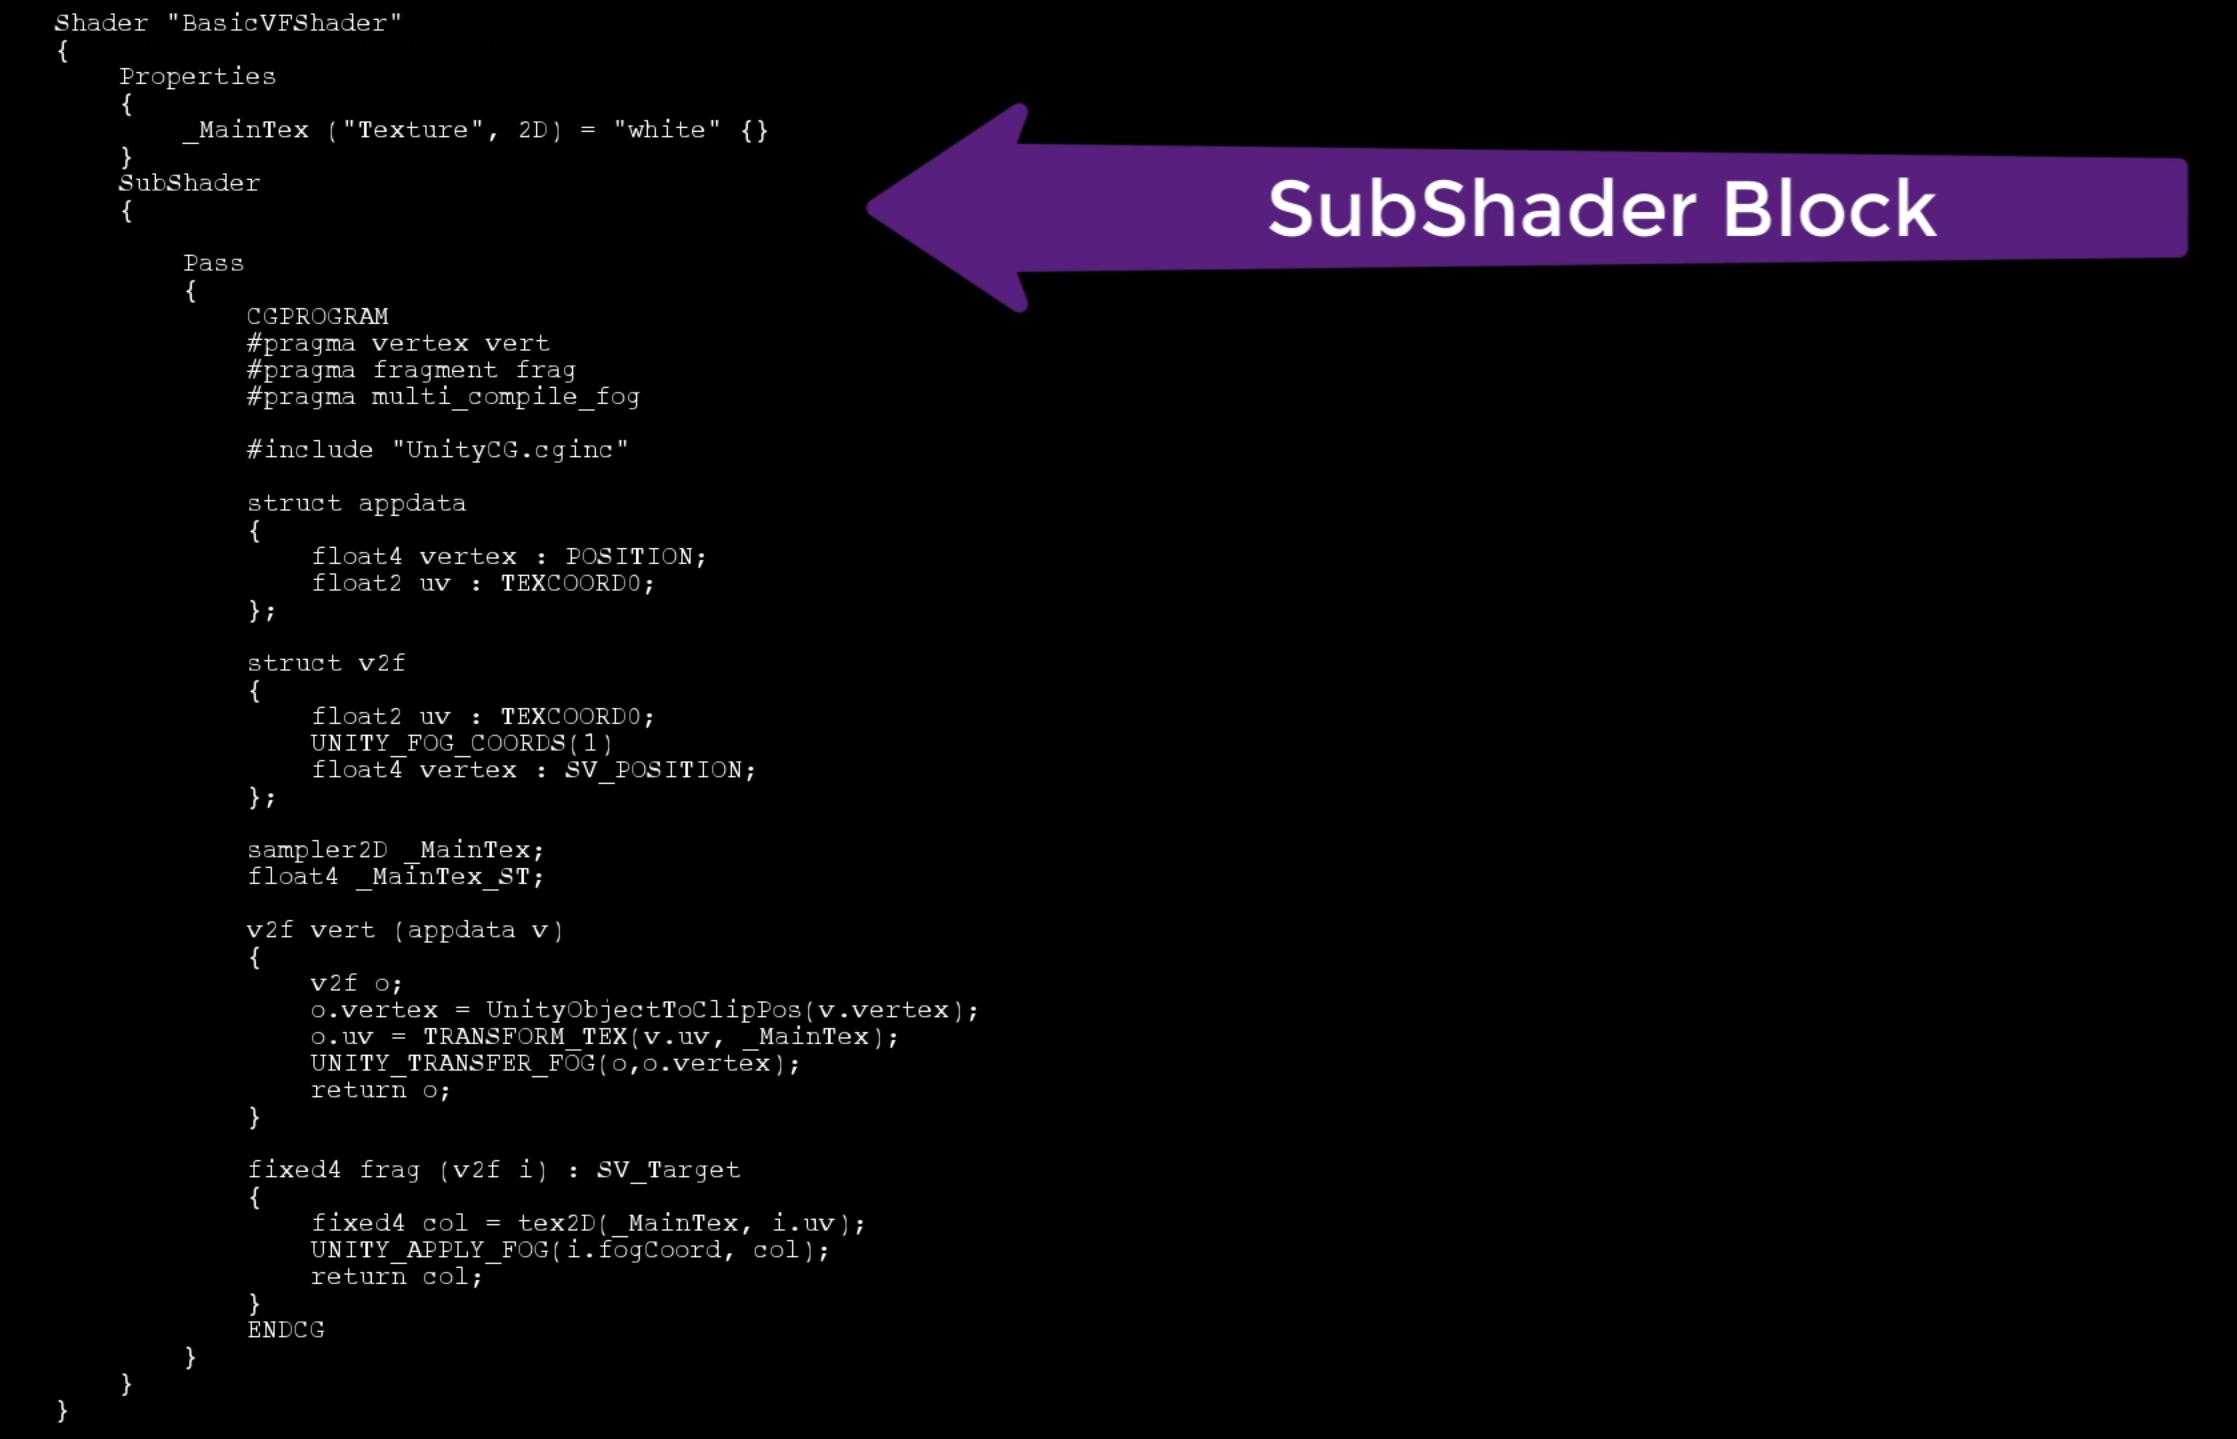 Shader "BasicVFShader"
{
    Properties
    {
        _MainTex ("Texture", 2D) = "white" {}
    }
    SubShader
    {
SubShader Block
        Pass
        {
            CGPROGRAM
            #pragma vertex vert
            #pragma fragment frag
            #pragma multi_compile_fog

            #include "UnityCG.cginc"

            struct appdata
            {
                float4 vertex : POSITION;
                float2 uv : TEXCOORD0;
            };

            struct v2f
            {
                float2 uv : TEXCOORD0;
                UNITY_FOG_COORDS(1)
                float4 vertex : SV_POSITION;
            };

            sampler2D _MainTex;
            float4 _MainTex_ST;

            v2f vert (appdata v)
            {
                v2f o;
                o.vertex = UnityObjectToClipPos(v.vertex);
                o.uv = TRANSFORM_TEX(v.uv, _MainTex);
                UNITY_TRANSFER_FOG(o,o.vertex);
                return o;
            }

            fixed4 frag (v2f i) : SV_Target
            {
                fixed4 col = tex2D(_MainTex, i.uv);
                UNITY_APPLY_FOG(i.fogCoord, col);
                return col;
            }
            ENDCG
        }
    }
}